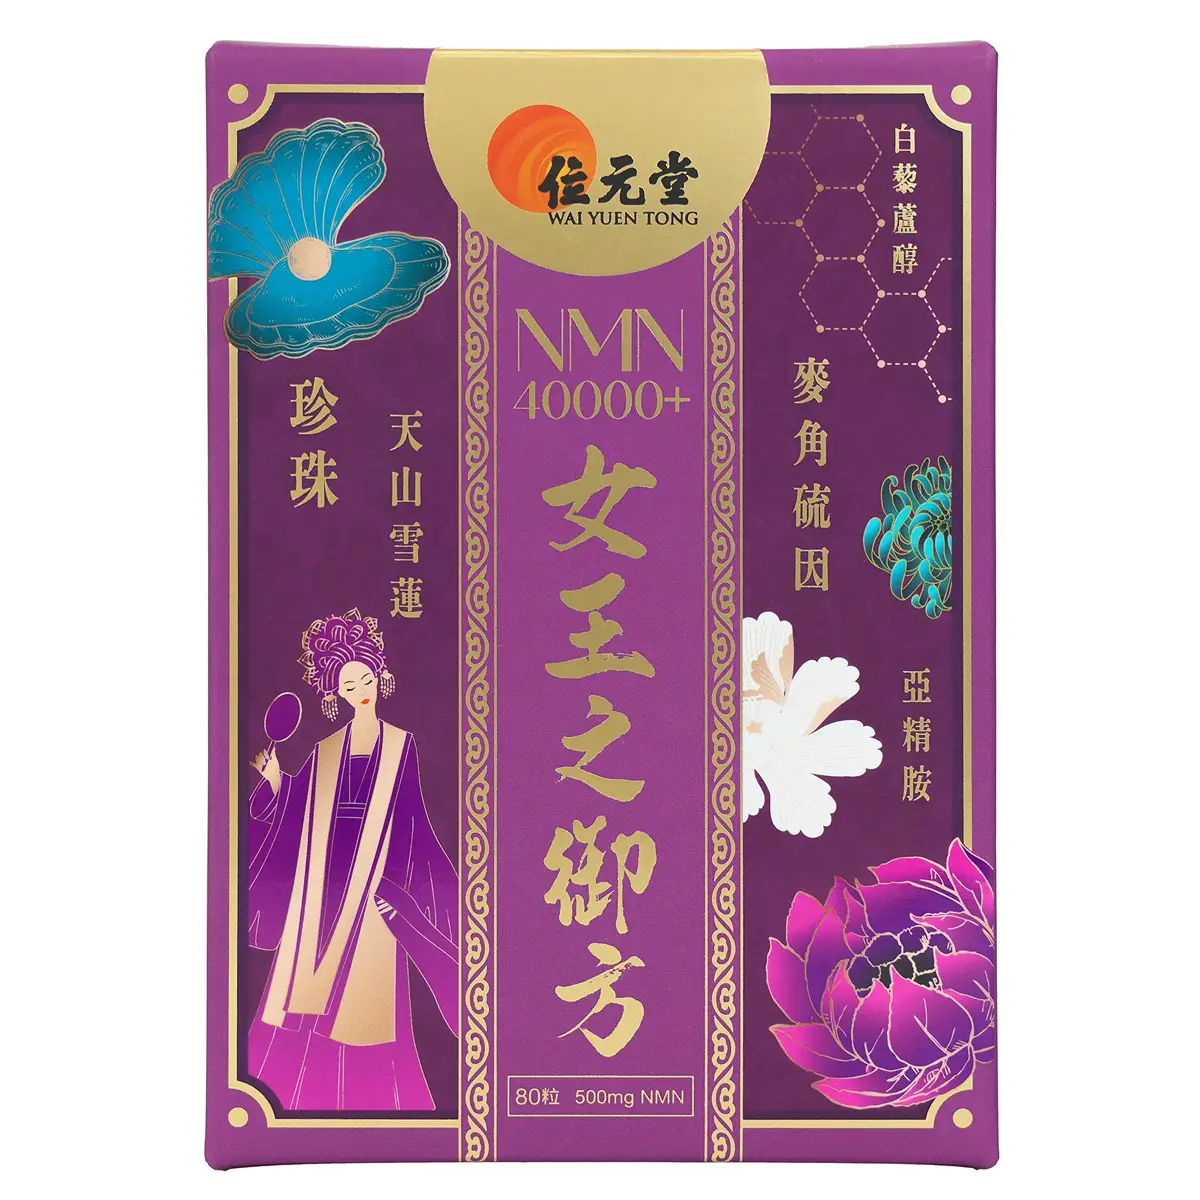 位元堂
WAI YUEN TONG
NMN
40000+
女王之御方
80粒 500mg NMN
珍珠
天山雪蓮
白藜蘆醇
麥角硫因
亞精胺